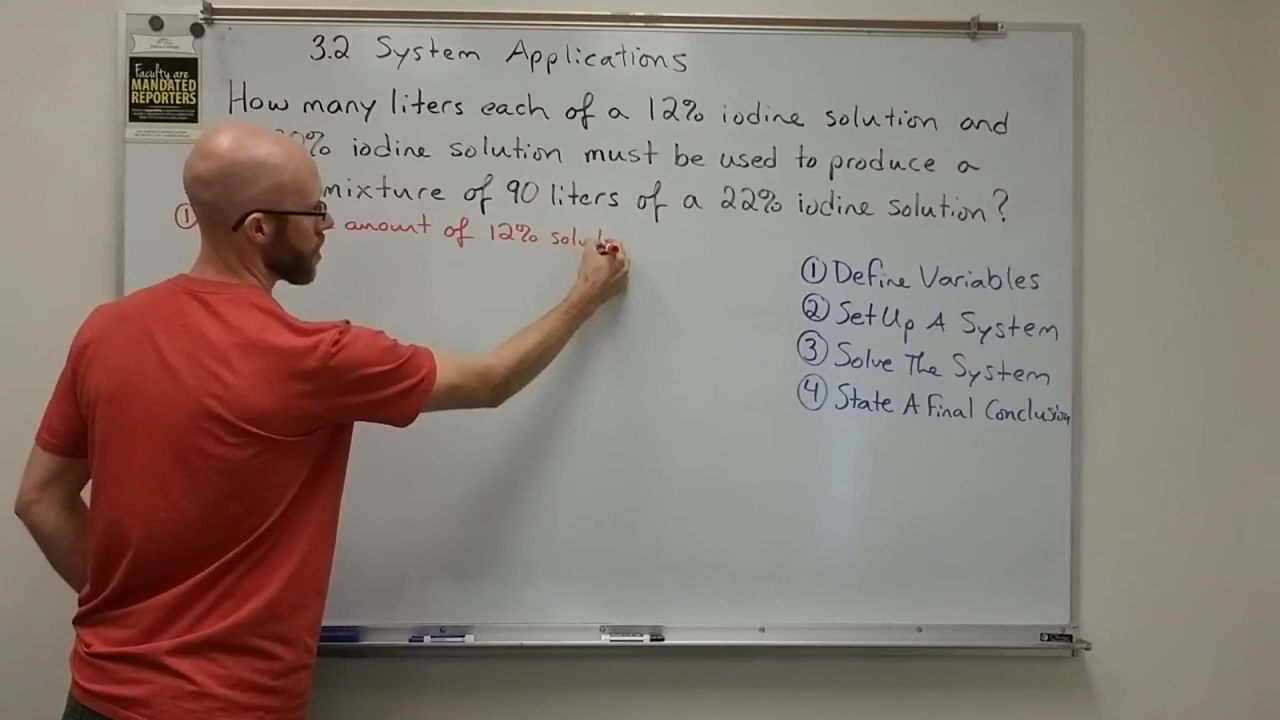 3.2 System Applications
Faculty are
MANDATED
REPORTERS
How many liters each of a 12% iodine solution and
% iodine solution must be used to produce a
mixture of 90 liters of a 22% iodine solution?
① amount of 12% solut
① Define Variables
② Set Up A System
③ Solve The System
④ State A Final Conclusion